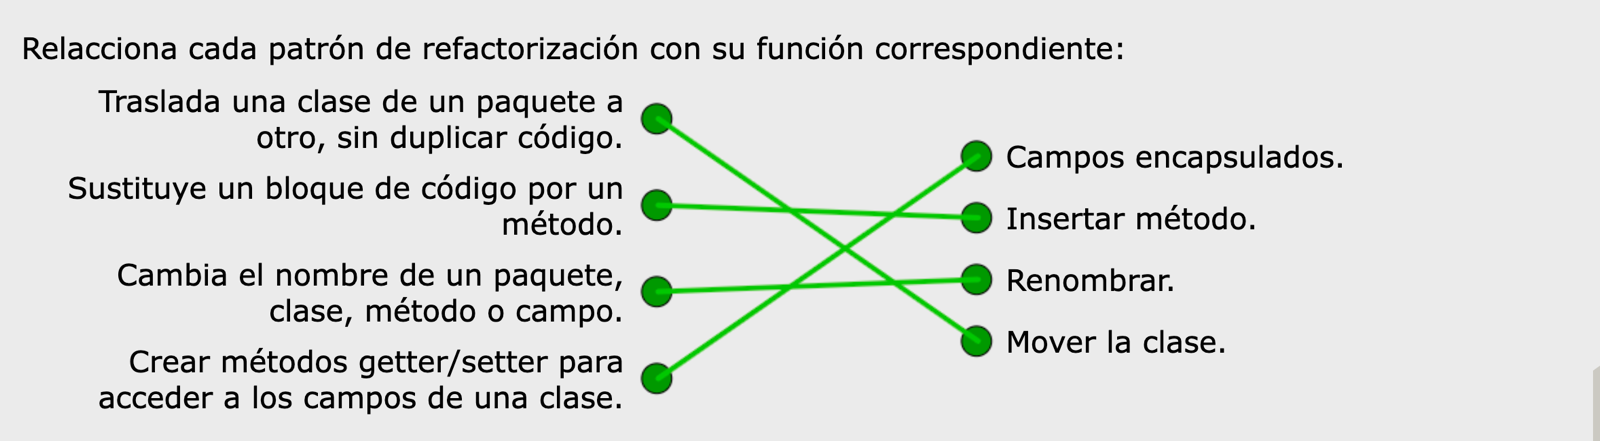 Relacciona cada patrón de refactorización con su función correspondiente:
Traslada una clase de un paquete a
otro, sin duplicar código.
Sustituye un bloque de código por un
método.
Cambia el nombre de un paquete,
clase, método o campo.
Crear métodos getter/setter para
acceder a los campos de una clase.
Campos encapsulados.
Insertar método.
Renombrar.
Mover la clase.